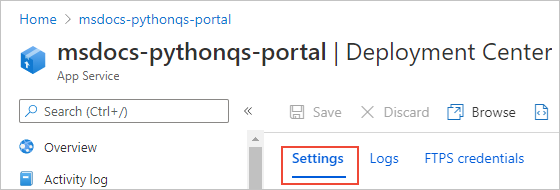 Home > msdocs-pythonqs-portal
msdocs-pythonqs-portal | Deployment Center
App Service
Search (Ctrl+/)
«
Save
Discard
Browse
Overview
Activity log
Settings
Logs
FTPS credentials